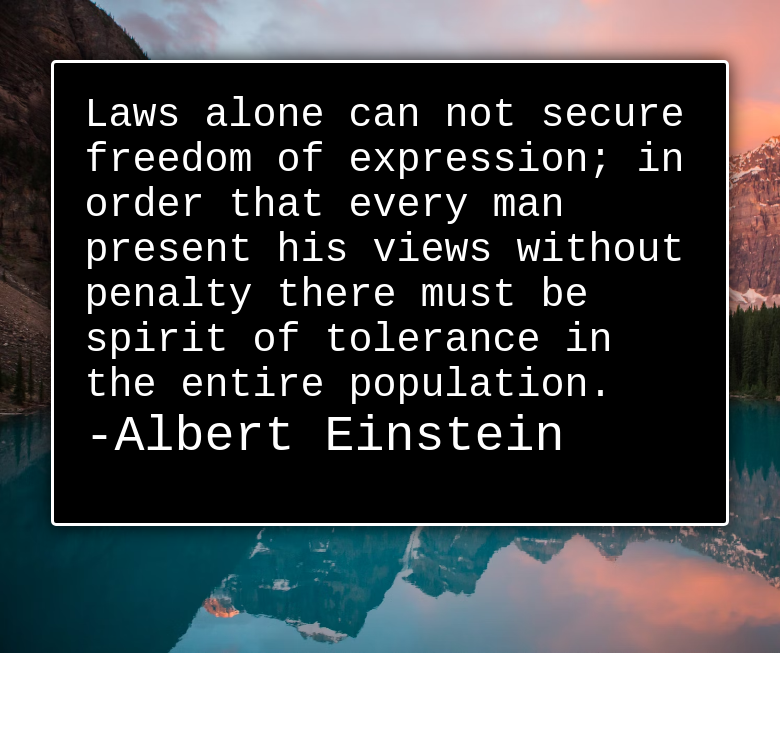 Laws alone can not secure
freedom of expression; in
order that every man
present his views without
penalty there must be
spirit of tolerance in
the entire population.
-Albert Einstein